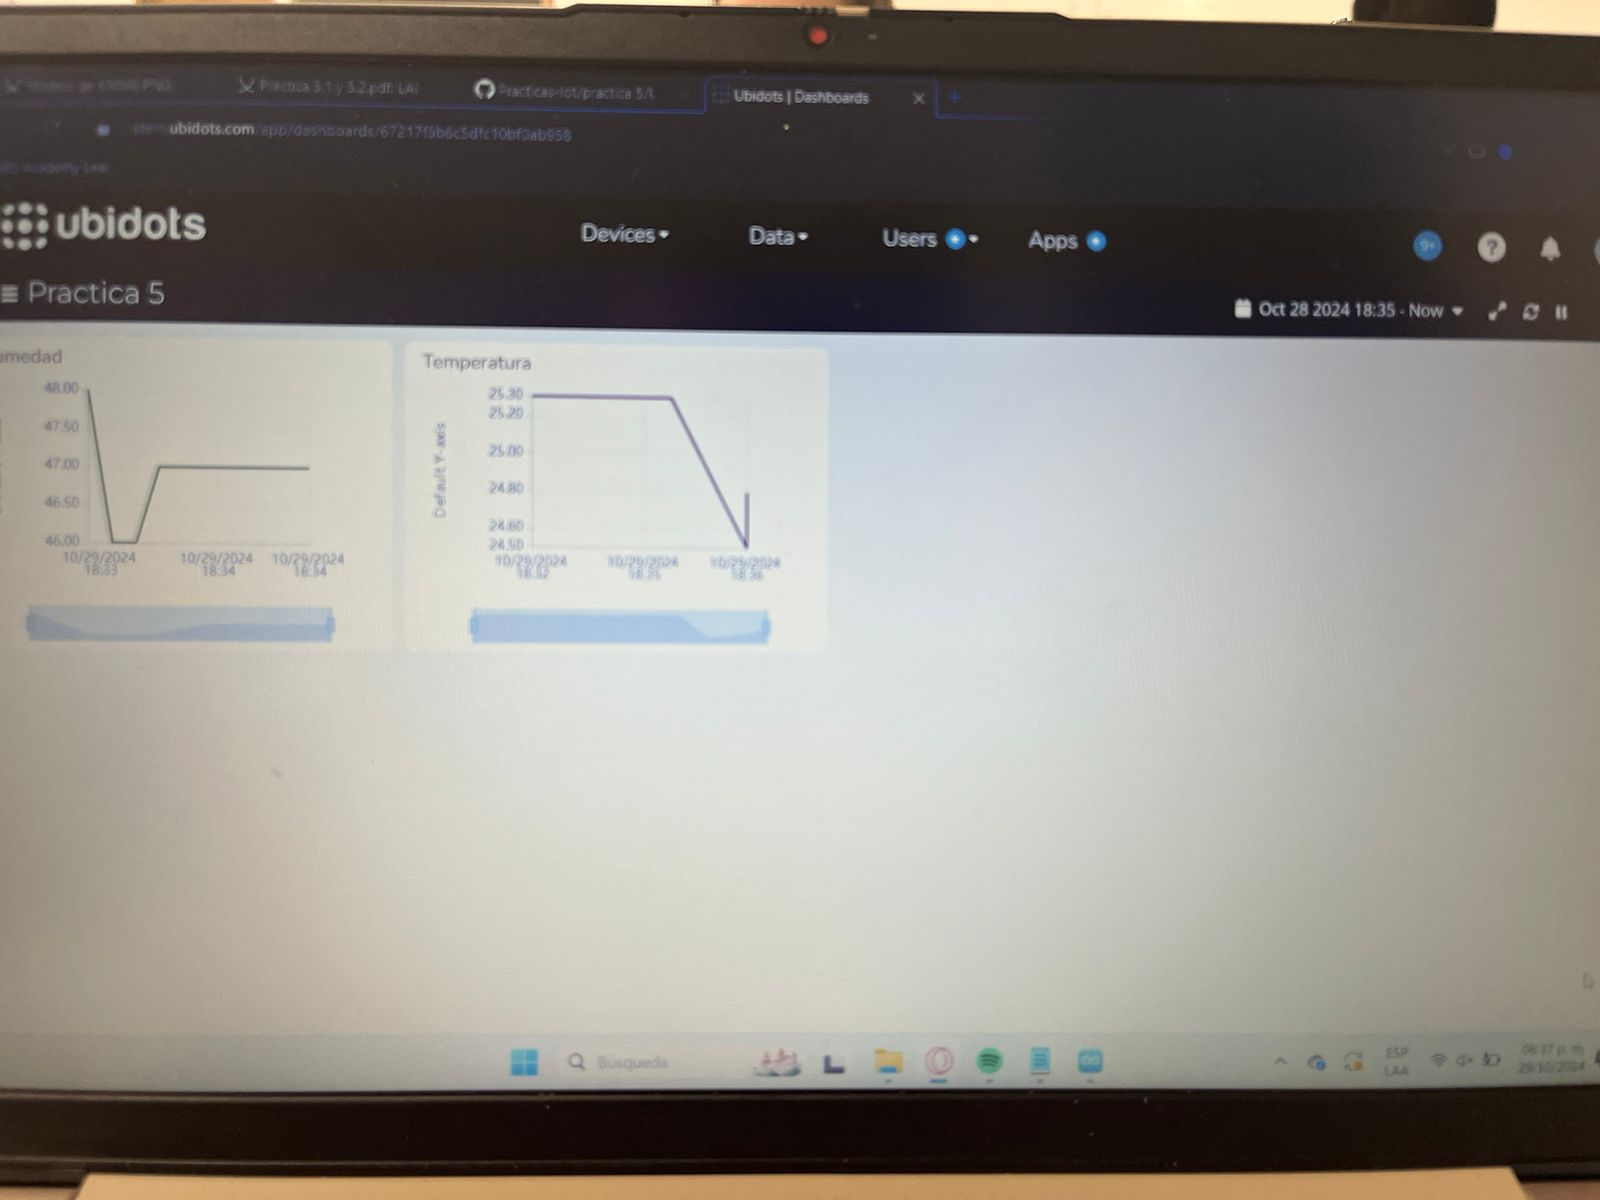 Practica 5.1 y 5.2.pdf: LAI
Practicas-Iot/practica 5/L
Ubidots | Dashboards
ubidots.com/app/dashboards/67217f5b6c5dfc10bf0ab958
ubidots
Devices
Data
Users
Apps
9+
?
Practica 5
Oct 28 2024 18:35 - Now
umedad
48.00
47.50
47.00
46.50
46.00
10/29/2024 10/29/2024 10/29/2024
18:33 18:34 18:34
Temperatura
Default Y-axis
25.30
25.20
25.00
24.80
24.60
24.50
10/29/2024 10/29/2024 10/29/2024
18:32 18:36
Búsqueda
ESP
LAA
06:37 p. m.
29/10/2024